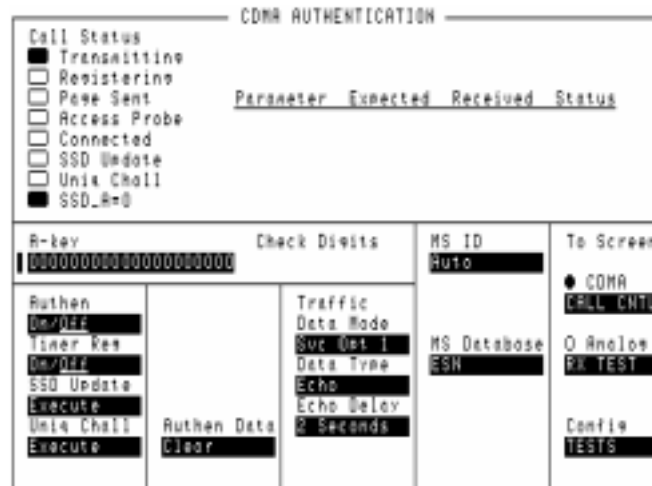 CDMA AUTHENTICATION
Call Status
Transmitting
Registering
Page Sent
Access Probe
Connected
SSD Update
Uniq Chall
SSD_A=0
Parameter Expected Received Status
A-key Check Digits
00000000000000000000
MS ID
Auto
To Screen
CDMA
CALL CNTL
Authen
On/Off
Timer Reg
On/Off
SSD Update
Execute
Uniq Chall
Execute
Authen Data
Clear
Traffic
Data Mode
Svc Opt 1
Data Type
Echo
Echo Delay
2 Seconds
MS Database
ESN
Analog
RX TEST
Config
TESTS